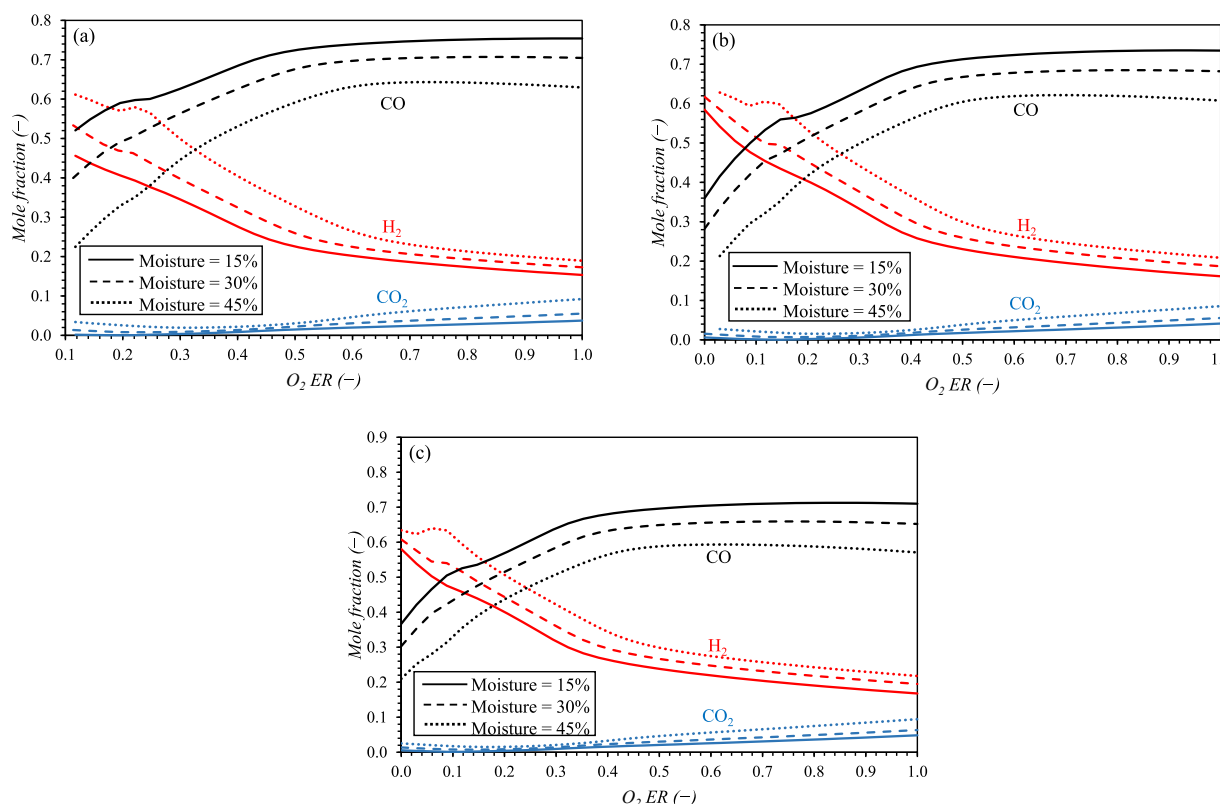 (a)
0.9
0.8
0.7
0.6
0.5
0.4
0.3
0.2
0.1
0.0
Mole fraction (−)
CO
H2
CO2
Moisture = 15%
Moisture = 30%
Moisture = 45%
0.1 0.2 0.3 0.4 0.5 0.6 0.7 0.8 0.9 1.0
O2 ER (−)
(b)
0.9
0.8
0.7
0.6
0.5
0.4
0.3
0.2
0.1
0.0
Mole fraction (−)
CO
H2
CO2
Moisture = 15%
Moisture = 30%
Moisture = 45%
0.0 0.1 0.2 0.3 0.4 0.5 0.6 0.7 0.8 0.9
O2 ER (−)
(c)
0.9
0.8
0.7
0.6
0.5
0.4
0.3
0.2
0.1
0.0
Mole fraction (−)
CO
H2
CO2
Moisture = 15%
Moisture = 30%
Moisture = 45%
0.0 0.1 0.2 0.3 0.4 0.5 0.6 0.7 0.8 0.9 1.0
O2 ER (−)